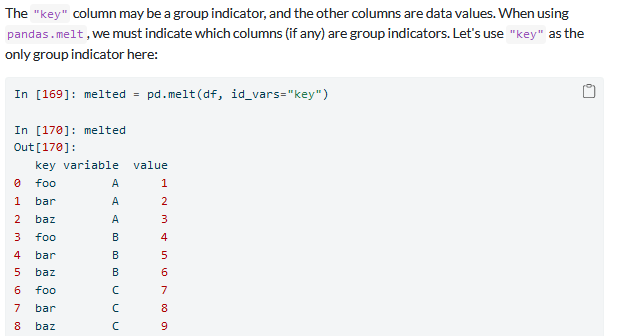 The "key" column may be a group indicator, and the other columns are data values. When using
pandas.melt , we must indicate which columns (if any) are group indicators. Let's use "key" as the
only group indicator here:
In [169]: melted = pd.melt(df, id_vars="key")
In [170]: melted
Out[170]:
key variable value
0 foo A 1
1 bar A 2
2 baz A 3
3 foo B 4
4 bar B 5
5 baz B 6
6 foo C 7
7 bar C 8
8 baz C 9